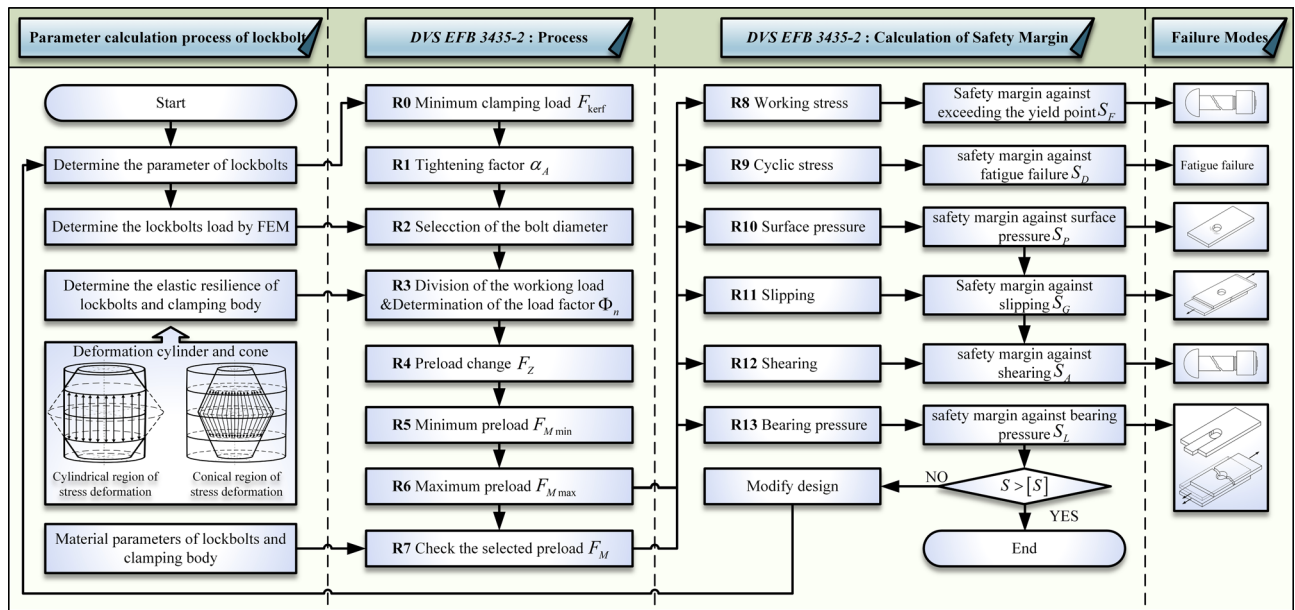 Parameter calculation process of lockbolt
DVS EFB 3435-2 : Process
DVS EFB 3435-2 : Calculation of Safety Margin
Failure Modes
Start
Determine the parameter of lockbolts
Determine the lockbolts load by FEM
Determine the elastic resilience of
lockbolts and clamping body
Deformation cylinder and cone
Cylindrical region of
stress deformation
Conical region of
stress deformation
Material parameters of lockbolts and
clamping body
R0 Minimum clamping load F_kerf
R1 Tightening factor α_A
R2 Selecction of the bolt diameter
R3 Division of the workiong load
&Determination of the load factor Φ_n
R4 Preload change F_Z
R5 Minimum preload F_M min
R6 Maximum preload F_M max
R7 Check the selected preload F_M
R8 Working stress
R9 Cyclic stress
R10 Surface pressure
R11 Slipping
R12 Shearing
R13 Bearing pressure
Modify design
Safety margin against
exceeding the yield point S_F
safety margin against
fatigue failure S_D
safety margin against surface
pressure S_P
Safety margin against
slipping S_G
safety margin against
shearing S_A
safety margin against bearing
pressure S_L
NO
S > [S]
YES
End
Fatigue failure